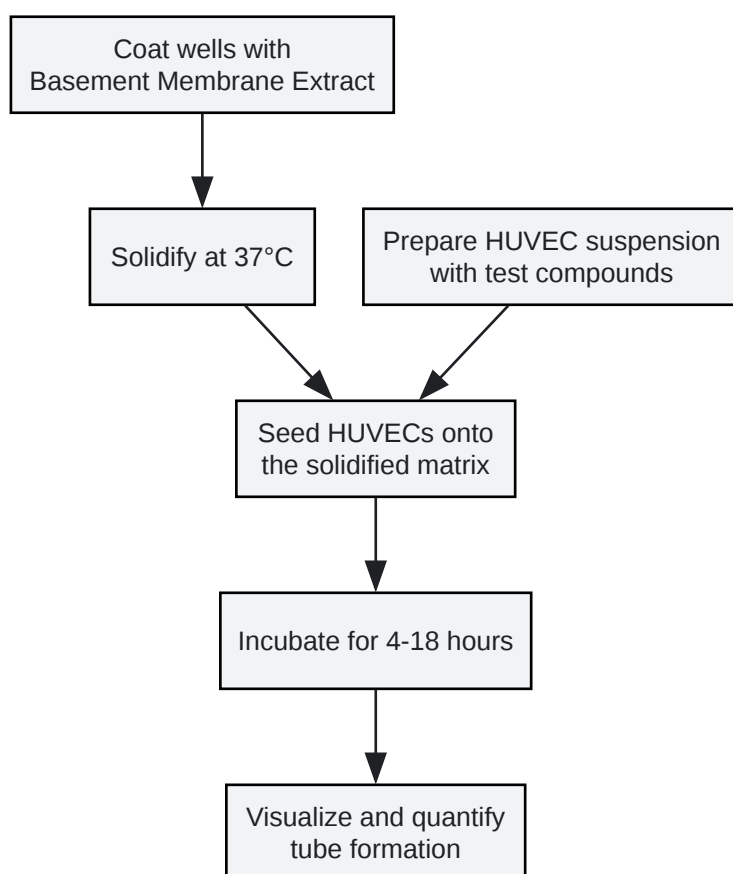 Coat wells with
Basement Membrane Extract
Solidify at 37°C
Prepare HUVEC suspension
with test compounds
Seed HUVECs onto
the solidified matrix
Incubate for 4-18 hours
Visualize and quantify
tube formation